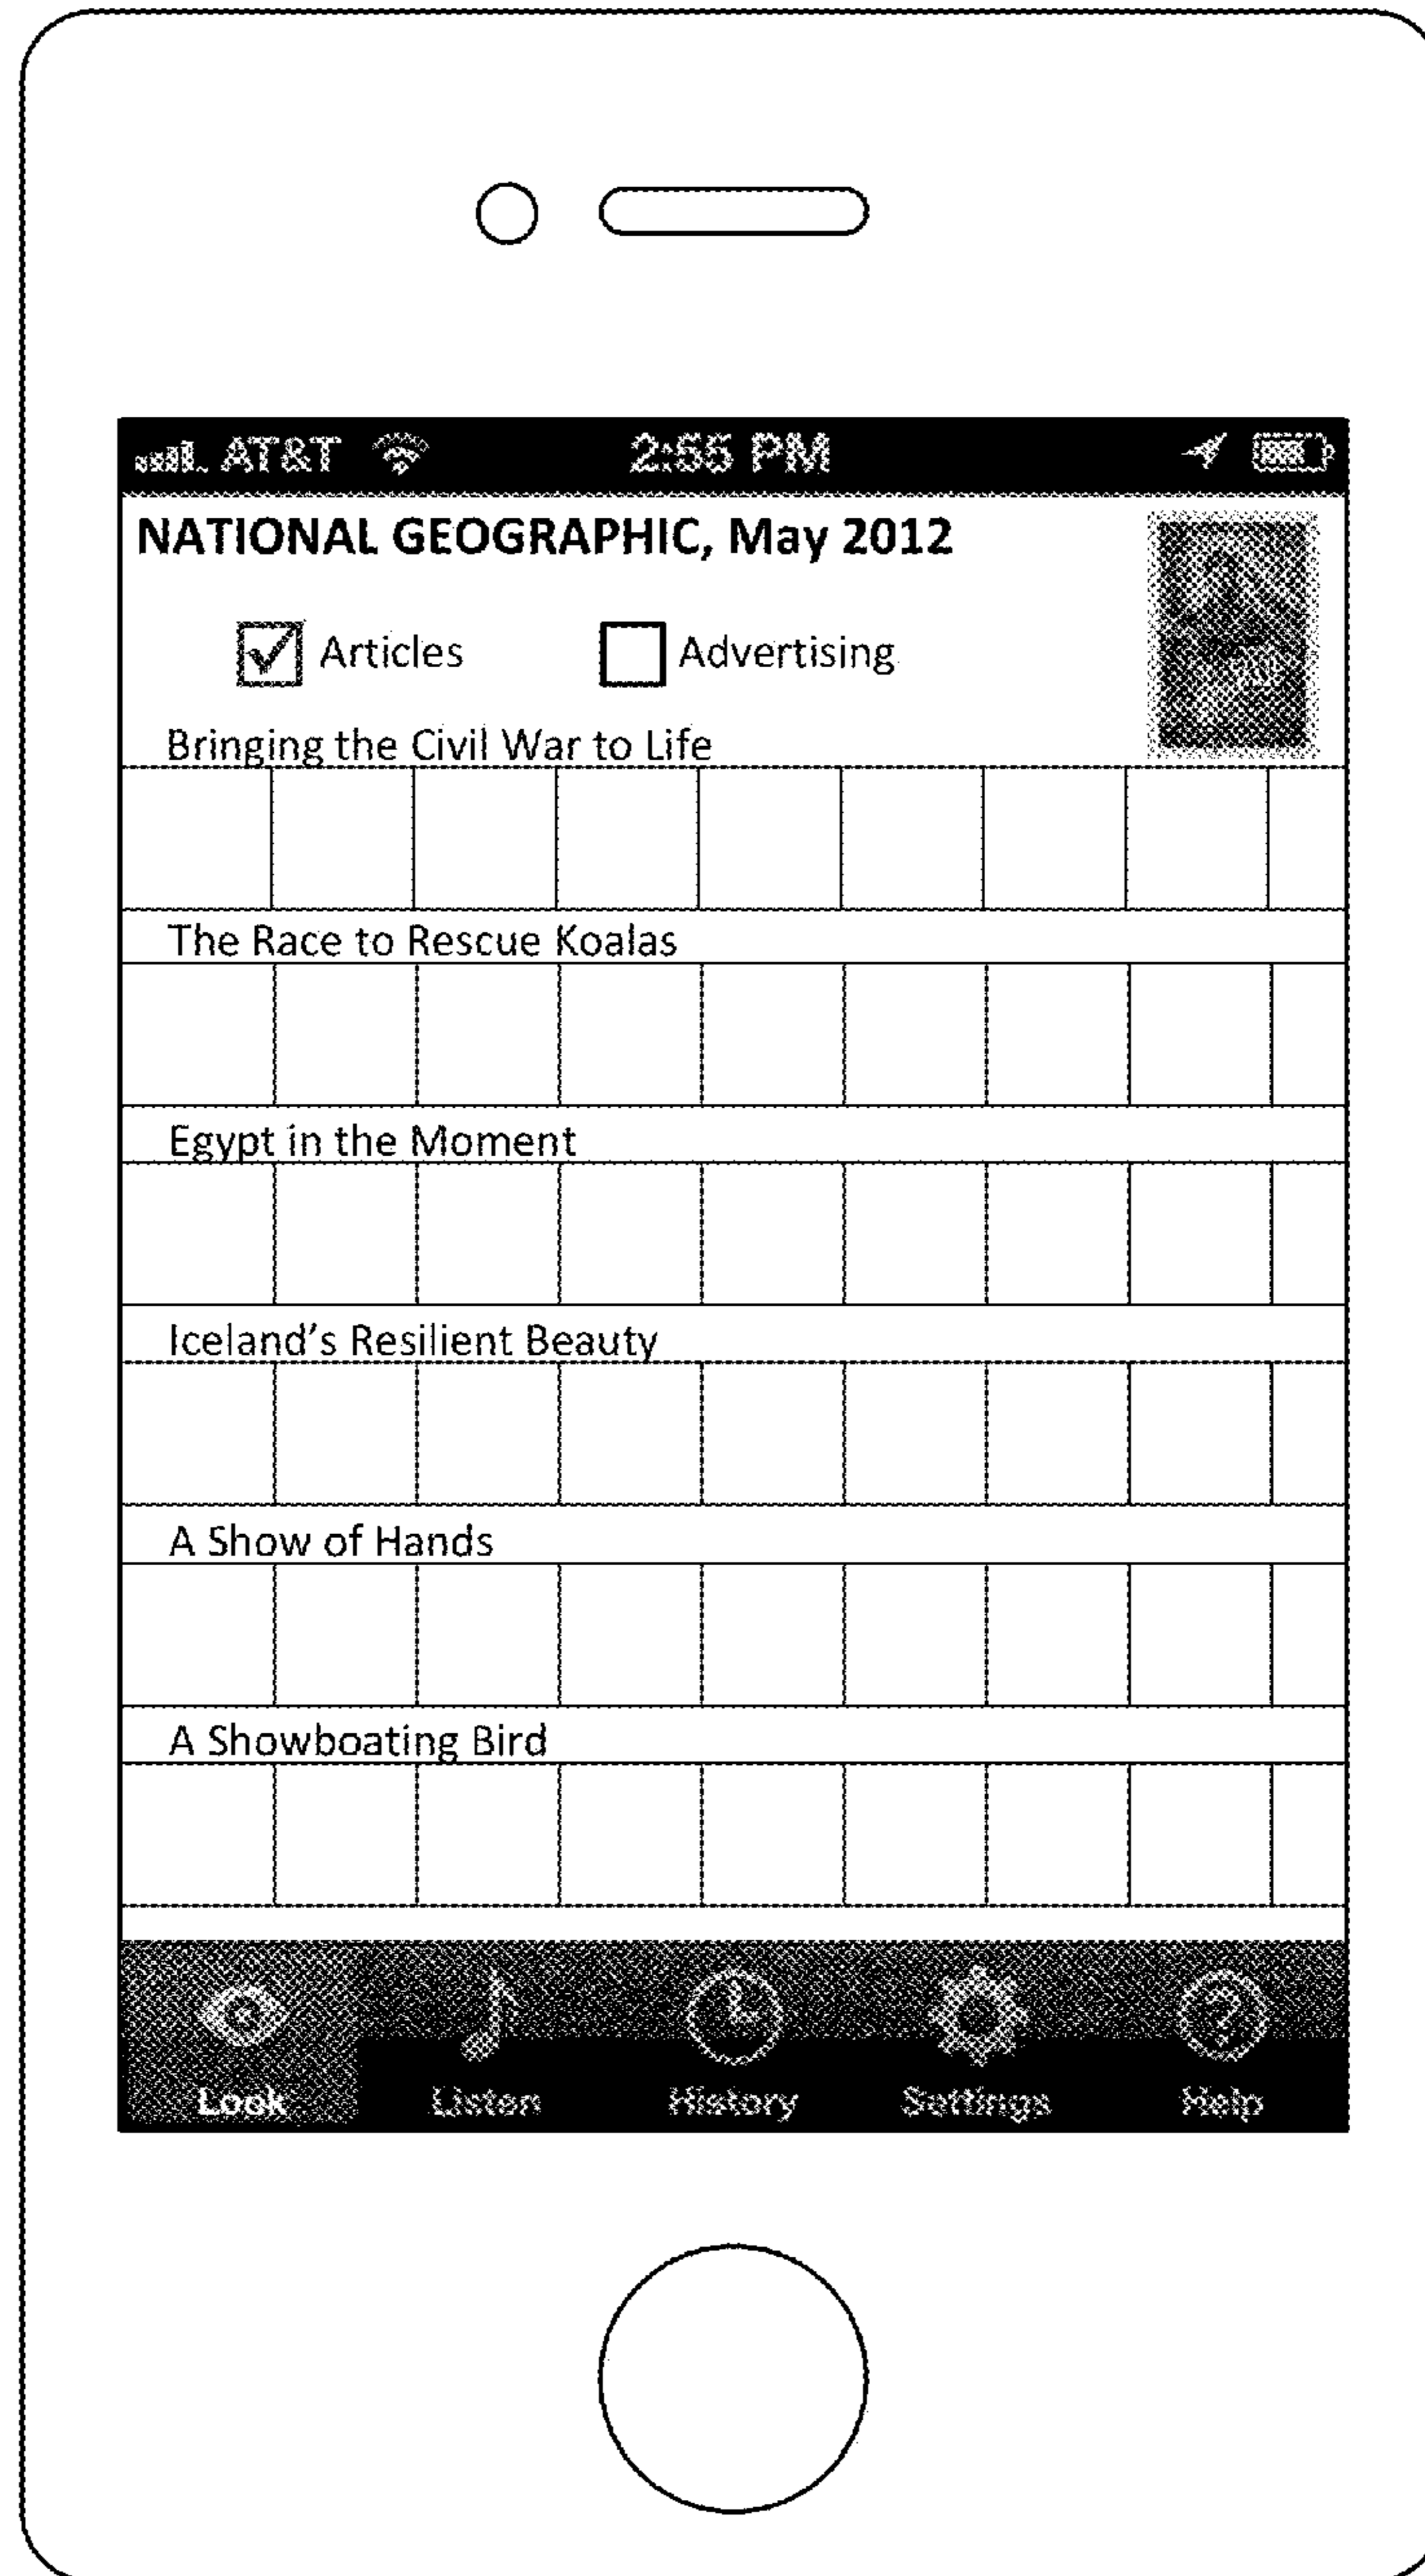 AT&T 2:55 PM
NATIONAL GEOGRAPHIC, May 2012
Articles Advertising
Bringing the Civil War to Life
The Race to Rescue Koalas
Egypt in the Moment
Iceland's Resilient Beauty
A Show of Hands
A Showboating Bird
Look Listen History Settings Help